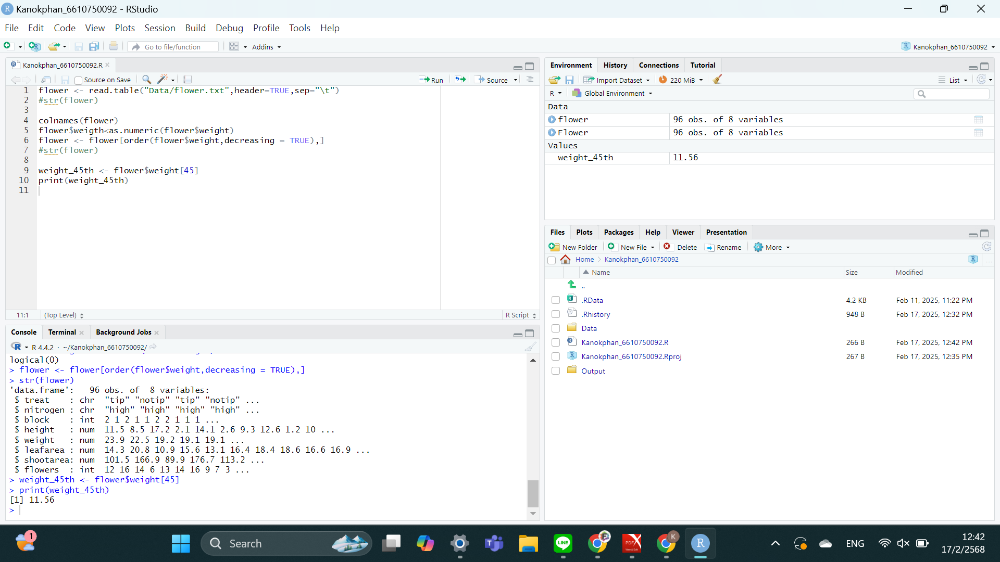 Kanokphan_6610750092 - RStudio
File Edit Code View Plots Session Build Debug Profile Tools Help
Go to file/function Addins Kanokphan_6610750092
Kanokphan_6610750092.R
Source on Save Run Source
1 flower <- read.table("Data/flower.txt",header=TRUE,sep="\t")
2 #str(flower)
3
4 colnames(flower)
5 flower$weigth<as.numeric(flower$weight)
6 flower <- flower[order(flower$weight,decreasing = TRUE),]
7 #str(flower)
8
9 weight_45th <- flower$weight[45]
10 print(weight_45th)
11
11:1 (Top Level) R Script
Console Terminal Background Jobs
R 4.4.2 · ~/Kanokphan_6610750092/
logical(0)
> flower <- flower[order(flower$weight,decreasing = TRUE),]
> str(flower)
'data.frame': 96 obs. of 8 variables:
$ treat : chr "tip" "notip" "tip" "notip" ...
$ nitrogen : chr "high" "high" "high" "high" ...
$ block : int 2 1 2 1 1 2 2 1 1 1 ...
$ height : num 11.5 8.5 17.2 2.1 14.1 2.6 9.3 12.6 1.2 10 ...
$ weight : num 23.9 22.5 19.2 19.1 19.1 ...
$ leafarea : num 14.3 20.8 10.9 15.6 13.1 16.4 18.4 18.6 16.6 16.9 ...
$ shootarea: num 101.5 166.9 89.9 176.7 113.2 ...
$ flowers : int 12 16 14 6 13 14 16 9 7 3 ...
> weight_45th <- flower$weight[45]
> print(weight_45th)
[1] 11.56
>
Environment History Connections Tutorial
Import Dataset 220 MiB List
R Global Environment
Data
flower 96 obs. of 8 variables
Flower 96 obs. of 8 variables
Values
weight_45th 11.56
Files Plots Packages Help Viewer Presentation
New Folder New File Delete Rename More
Home Kanokphan_6610750092 ...
Name Size Modified
..
.RData 4.2 KB Feb 11, 2025, 11:22 PM
.Rhistory 948 B Feb 17, 2025, 12:32 PM
Data
Kanokphan_6610750092.R 266 B Feb 17, 2025, 12:42 PM
Kanokphan_6610750092.Rproj 267 B Feb 17, 2025, 12:35 PM
Output
1 Search LINE PDF X View & Edit K R ENG 12:42
17/2/2568